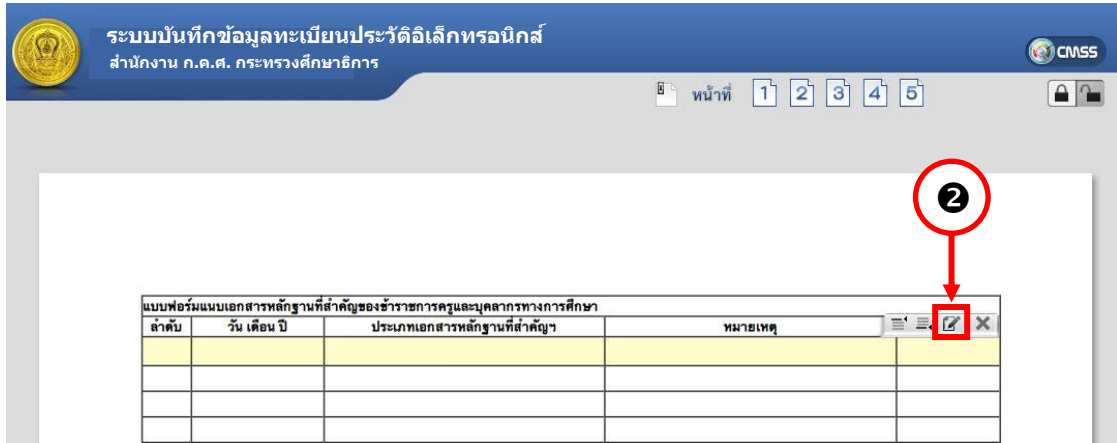 ระบบบันทึกข้อมูลทะเบียนประวัติอิเล็กทรอนิกส์
สำนักงาน ก.ค.ศ. กระทรวงศึกษาธิการ
CMSS
หน้าที่ 1 2 3 4 5
❷
แบบฟอร์มแนบเอกสารหลักฐานที่สำคัญของข้าราชการครูและบุคลากรทางการศึกษา
ลำดับ วัน เดือน ปี ประเภทเอกสารหลักฐานที่สำคัญฯ หมายเหตุ